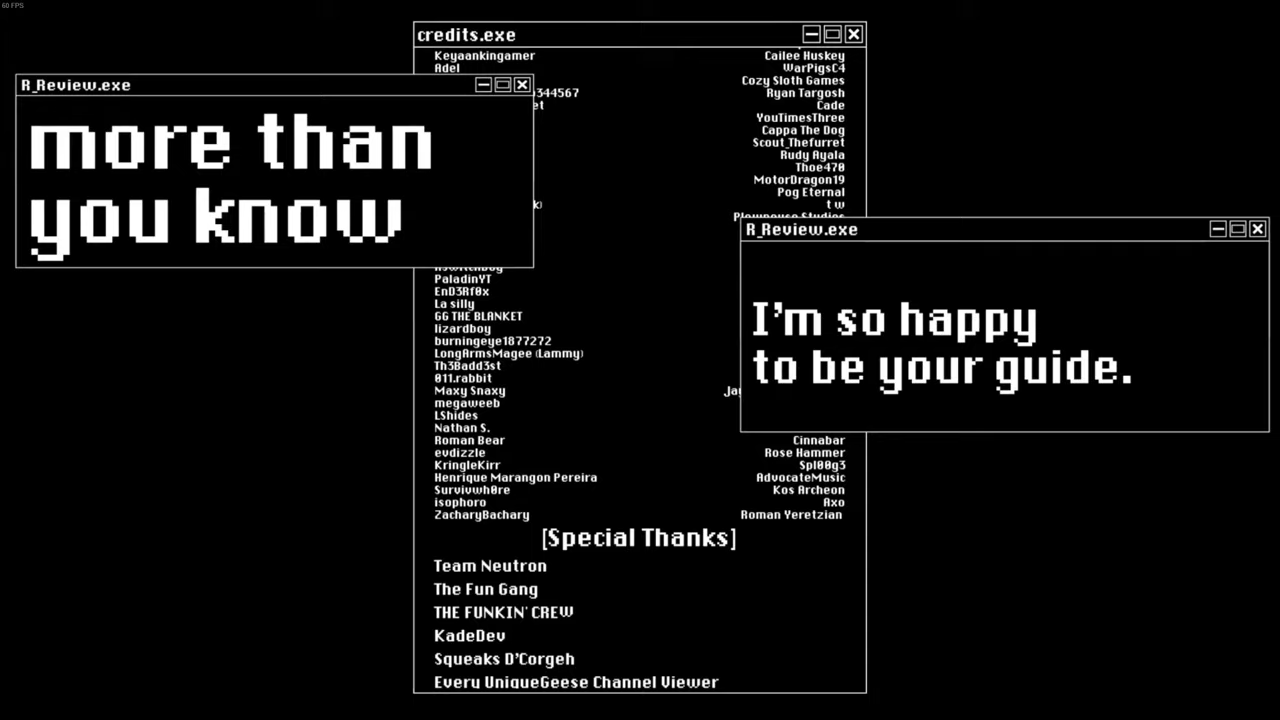 60 FPS
credits.exe
Keyaankingamer
Adel
344567
et
k)
PaladinYT
EnD3Rf0x
La silly
GG THE BLANKET
lizardboy
burningeye1877272
LongArmsMagee (Lammy)
Th3Badd3st
011.rabbit
Maxy Snaxy
megaweeb
LShides
Nathan S.
Roman Bear
evdizzle
KringleKirr
Henrique Marangon Pereira
Survivwh0re
isophoro
ZacharyBachary
Cailee Huskey
WarPigsC4
Cozy Sloth Games
Ryan Targosh
Cade
YouTimesThree
Cappa The Dog
Scout_Thefurret
Rudy Ayala
Thoe470
MotorDragon19
Pog Eternal
t w
Plowhouse Studios
Jay
Cinnabar
Rose Hammer
Spl00g3
AdvocateMusic
Kos Archeon
Axo
Roman Yeretzian
[Special Thanks]
Team Neutron
The Fun Gang
THE FUNKIN' CREW
KadeDev
Squeaks D'Corgeh
Every UniqueGeese Channel Viewer
R_Review.exe
more than
you know
R_Review.exe
I'm so happy
to be your guide.